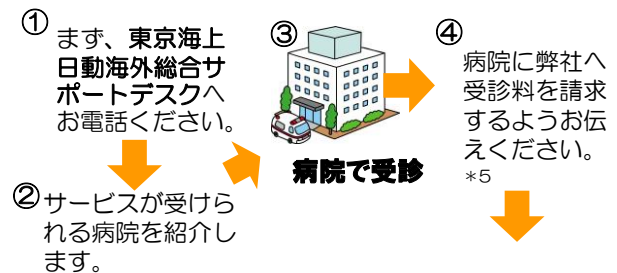 ①
まず、東京海上
日動海外総合サ
ポートデスクへ
お電話ください。
②
サービスが受けら
れる病院を紹介し
ます。
③
病院で受診
④
病院に弊社へ
受診料を請求
するようお伝
えください。
*5